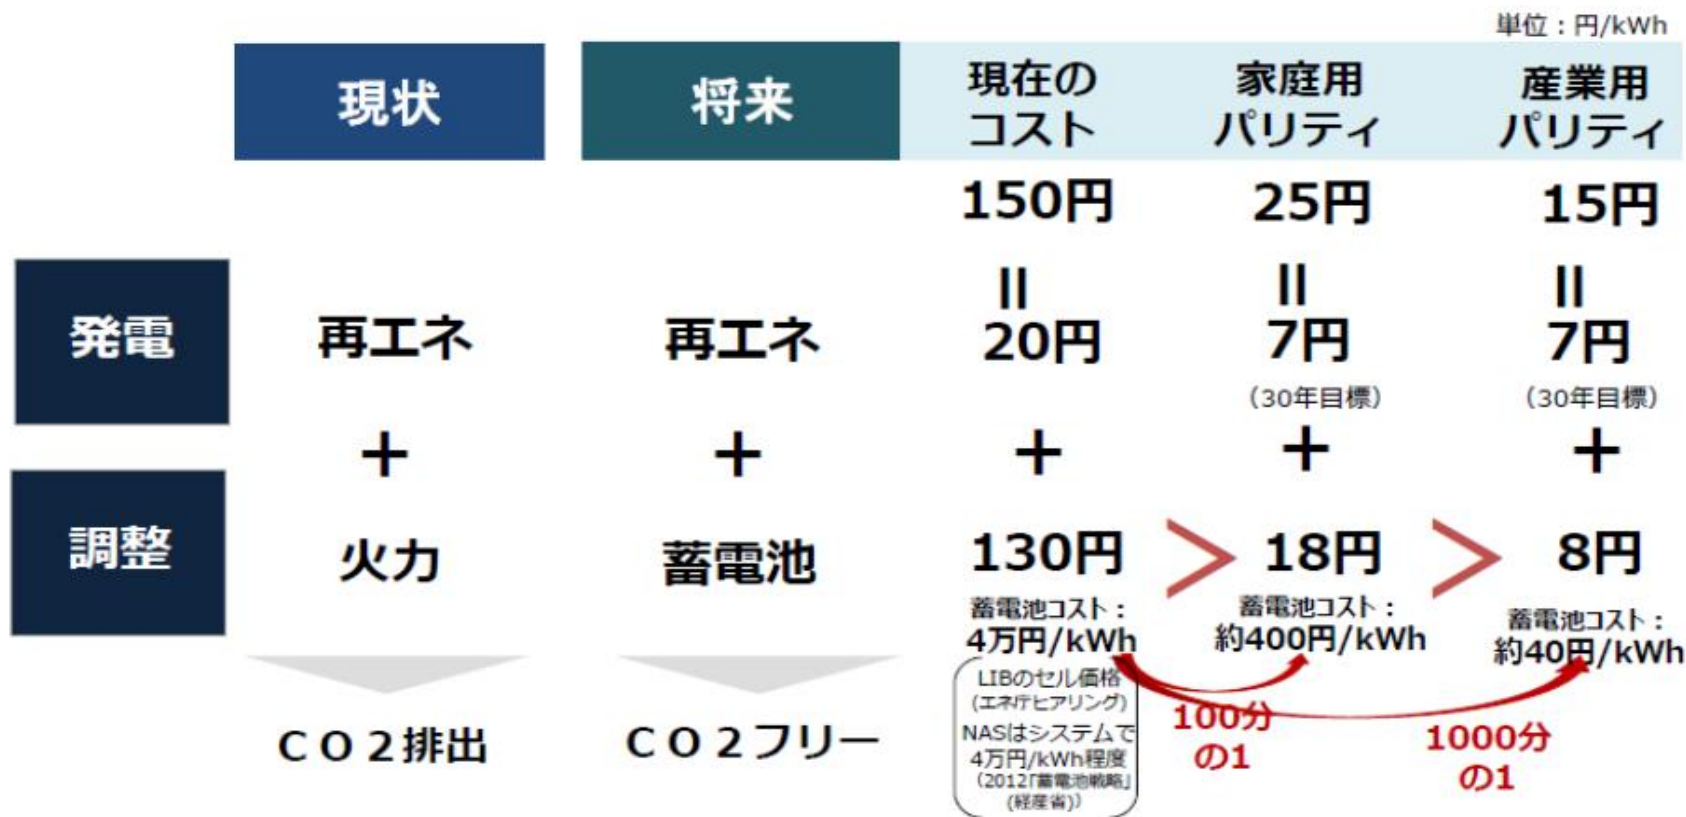 単位：円/kWh
現状
将来
現在の
コスト
家庭用
パリティ
産業用
パリティ
150円
25円
15円
=
=
=
発電
再エネ
再エネ
20円
7円
7円
(30年目標)
(30年目標)
+
+
+
+
+
調整
火力
蓄電池
130円
>
18円
>
8円
蓄電池コスト：
4万円/kWh
蓄電池コスト：
約400円/kWh
蓄電池コスト：
約40円/kWh
LIBのセル価格
(エネ庁ヒアリング)
NASはシステムで
4万円/kWh程度
(2012「蓄電池戦略」
(経産省))
100分
の1
1000分
の1
ＣＯ２排出
ＣＯ２フリー